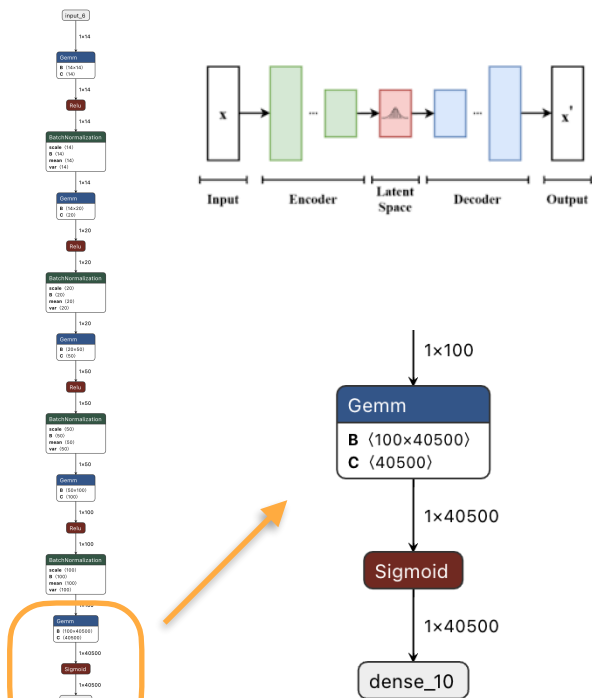 input_6
1×14
Gemm
B ⟨14×14⟩
C ⟨14⟩
1×14
Relu
1×14
BatchNormalization
scale ⟨14⟩
B ⟨14⟩
mean ⟨14⟩
var ⟨14⟩
1×14
Gemm
B ⟨14×20⟩
C ⟨20⟩
1×20
Relu
1×20
BatchNormalization
scale ⟨20⟩
B ⟨20⟩
mean ⟨20⟩
var ⟨20⟩
1×20
Gemm
B ⟨20×50⟩
C ⟨50⟩
1×50
Relu
1×50
BatchNormalization
scale ⟨50⟩
B ⟨50⟩
mean ⟨50⟩
var ⟨50⟩
1×50
Gemm
B ⟨50×100⟩
C ⟨100⟩
1×100
Relu
1×100
BatchNormalization
scale ⟨100⟩
B ⟨100⟩
mean ⟨100⟩
var ⟨100⟩
1×100
Gemm
B ⟨100×40500⟩
C ⟨40500⟩
1×40500
Sigmoid
1×40500
x ... ... x'
Input Encoder Latent Space Decoder Output
1×100
Gemm
B ⟨100×40500⟩
C ⟨40500⟩
1×40500
Sigmoid
1×40500
dense_10